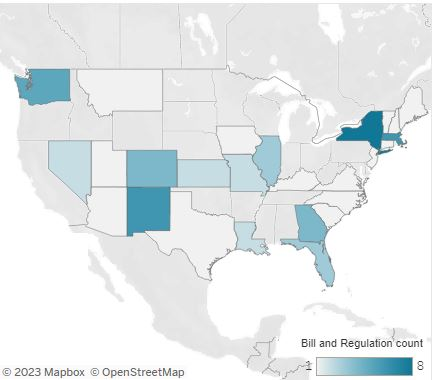 Bill and Regulation count
1 8
© 2023 Mapbox © OpenStreetMap